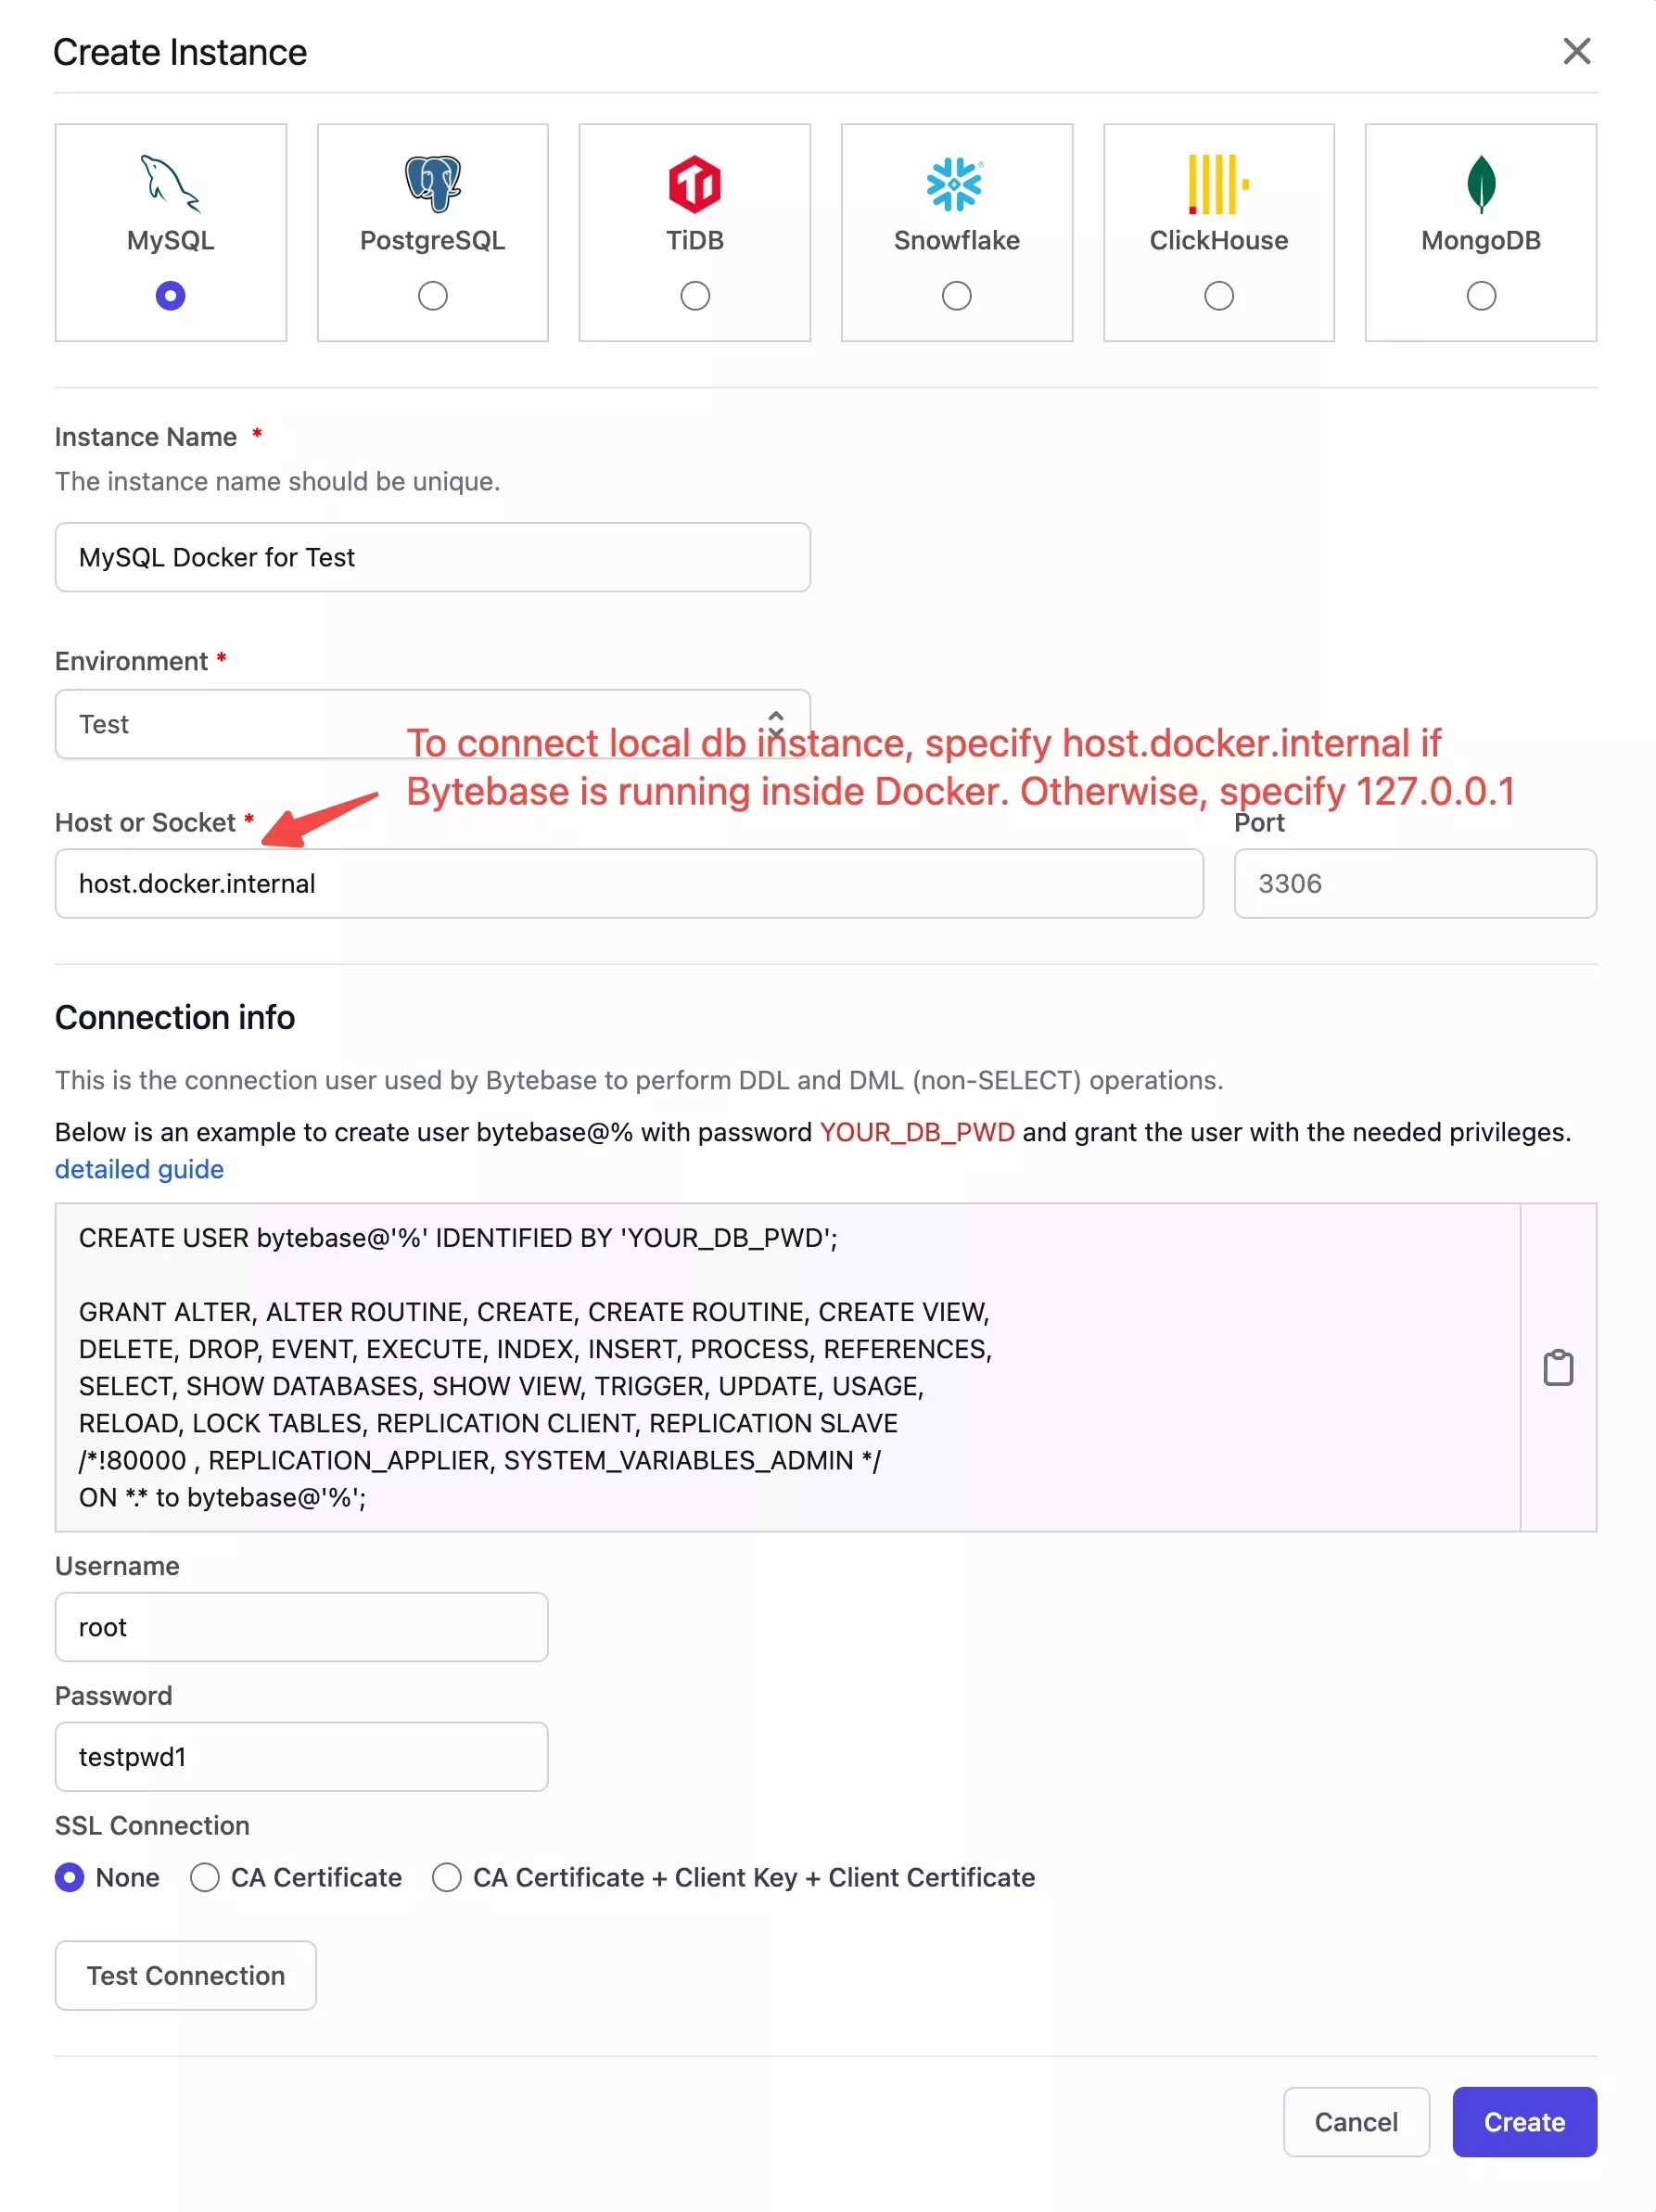 Create Instance
MySQL
PostgreSQL
TiDB
Snowflake
ClickHouse
MongoDB
Instance Name *
The instance name should be unique.
MySQL Docker for Test
Environment *
Test
To connect local db instance, specify host.docker.internal if
Bytebase is running inside Docker. Otherwise, specify 127.0.0.1
Host or Socket *
Port
host.docker.internal
3306
Connection info
This is the connection user used by Bytebase to perform DDL and DML (non-SELECT) operations.
Below is an example to create user bytebase@% with password YOUR_DB_PWD and grant the user with the needed privileges.
detailed guide
CREATE USER bytebase@'%' IDENTIFIED BY 'YOUR_DB_PWD';
GRANT ALTER, ALTER ROUTINE, CREATE, CREATE ROUTINE, CREATE VIEW,
DELETE, DROP, EVENT, EXECUTE, INDEX, INSERT, PROCESS, REFERENCES,
SELECT, SHOW DATABASES, SHOW VIEW, TRIGGER, UPDATE, USAGE,
RELOAD, LOCK TABLES, REPLICATION CLIENT, REPLICATION SLAVE
/*!80000 , REPLICATION_APPLIER, SYSTEM_VARIABLES_ADMIN */
ON *.* to bytebase@'%';
Username
root
Password
testpwd1
SSL Connection
None
CA Certificate
CA Certificate + Client Key + Client Certificate
Test Connection
Cancel
Create